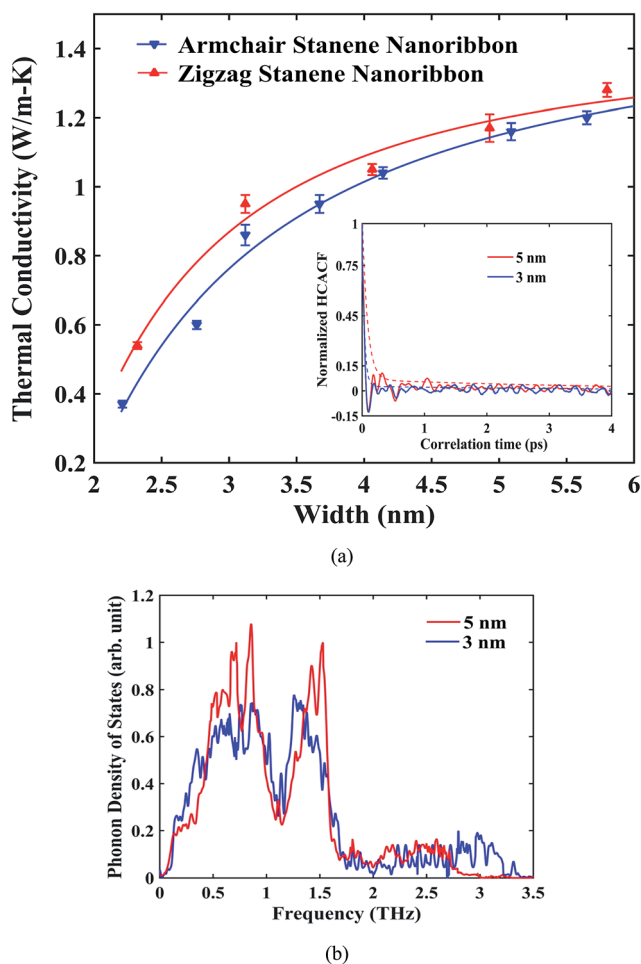 1.4
Armchair Stanene Nanoribbon
Zigzag Stanene Nanoribbon
1.2
1
0.8
0.6
0.4
0.2
Thermal Conductivity (W/m-K)
2 2.5 3 3.5 4 4.5 5 5.5 6
Width (nm)
1
0.75
0.45
0.15
0
-0.15
Normalized HCACF
5 nm
3 nm
0 1 2 3 4
Correlation time (ps)
(a)
1.2
1
0.8
0.6
0.4
0.2
0
Phonon Density of States (arb. unit)
5 nm
3 nm
0 0.5 1 1.5 2 2.5 3 3.5
Frequency (THz)
(b)